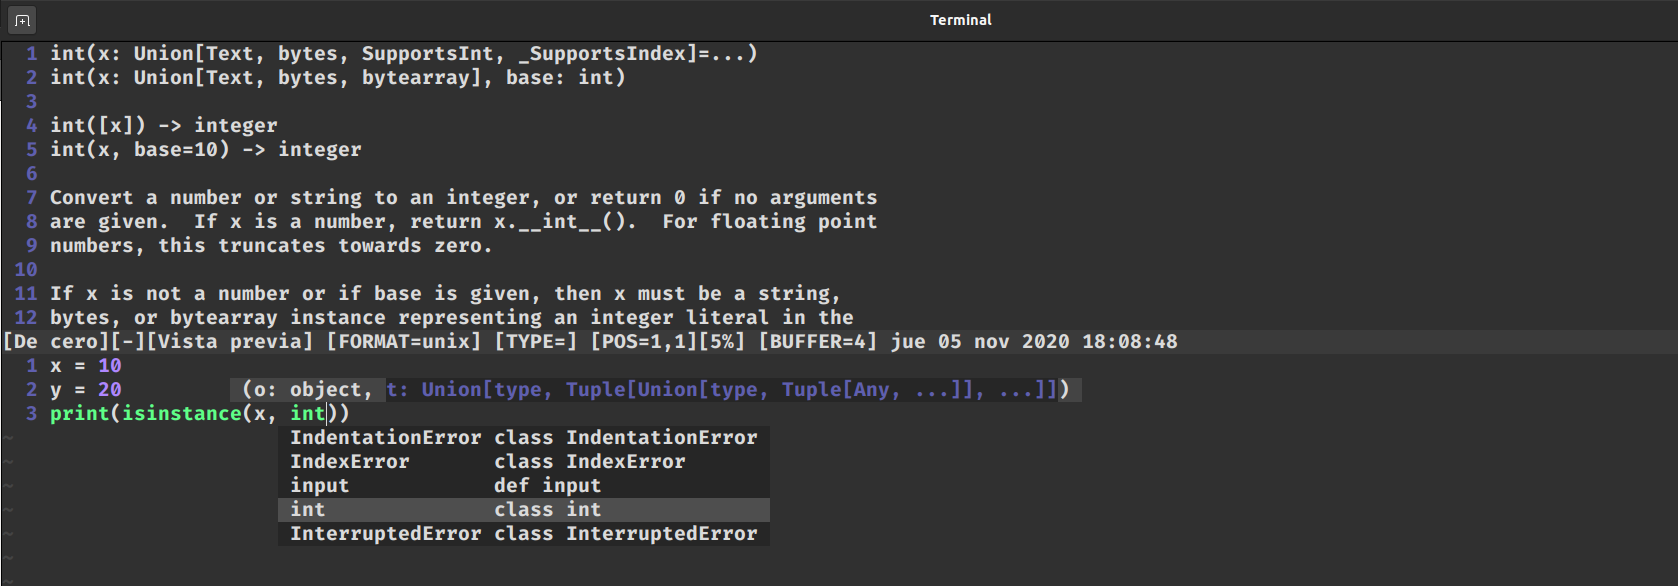 Terminal
1 int(x: Union[Text, bytes, SupportsInt, _SupportsIndex]=...)
2 int(x: Union[Text, bytes, bytearray], base: int)
3
4 int([x]) -> integer
5 int(x, base=10) -> integer
6
7 Convert a number or string to an integer, or return 0 if no arguments
8 are given.  If x is a number, return x.__int__().  For floating point
9 numbers, this truncates towards zero.
10
11 If x is not a number or if base is given, then x must be a string,
12 bytes, or bytearray instance representing an integer literal in the
[De cero][-][Vista previa] [FORMAT=unix] [TYPE=] [POS=1,1][5%] [BUFFER=4] jue 05 nov 2020 18:08:48
1 x = 10
2 y = 20 (o: object, t: Union[type, Tuple[Union[type, Tuple[Any, ...]], ...]])
3 print(isinstance(x, int))
~ IndentationError class IndentationError
~ IndexError class IndexError
~ input def input
~ int class int
~ InterruptedError class InterruptedError
~
~